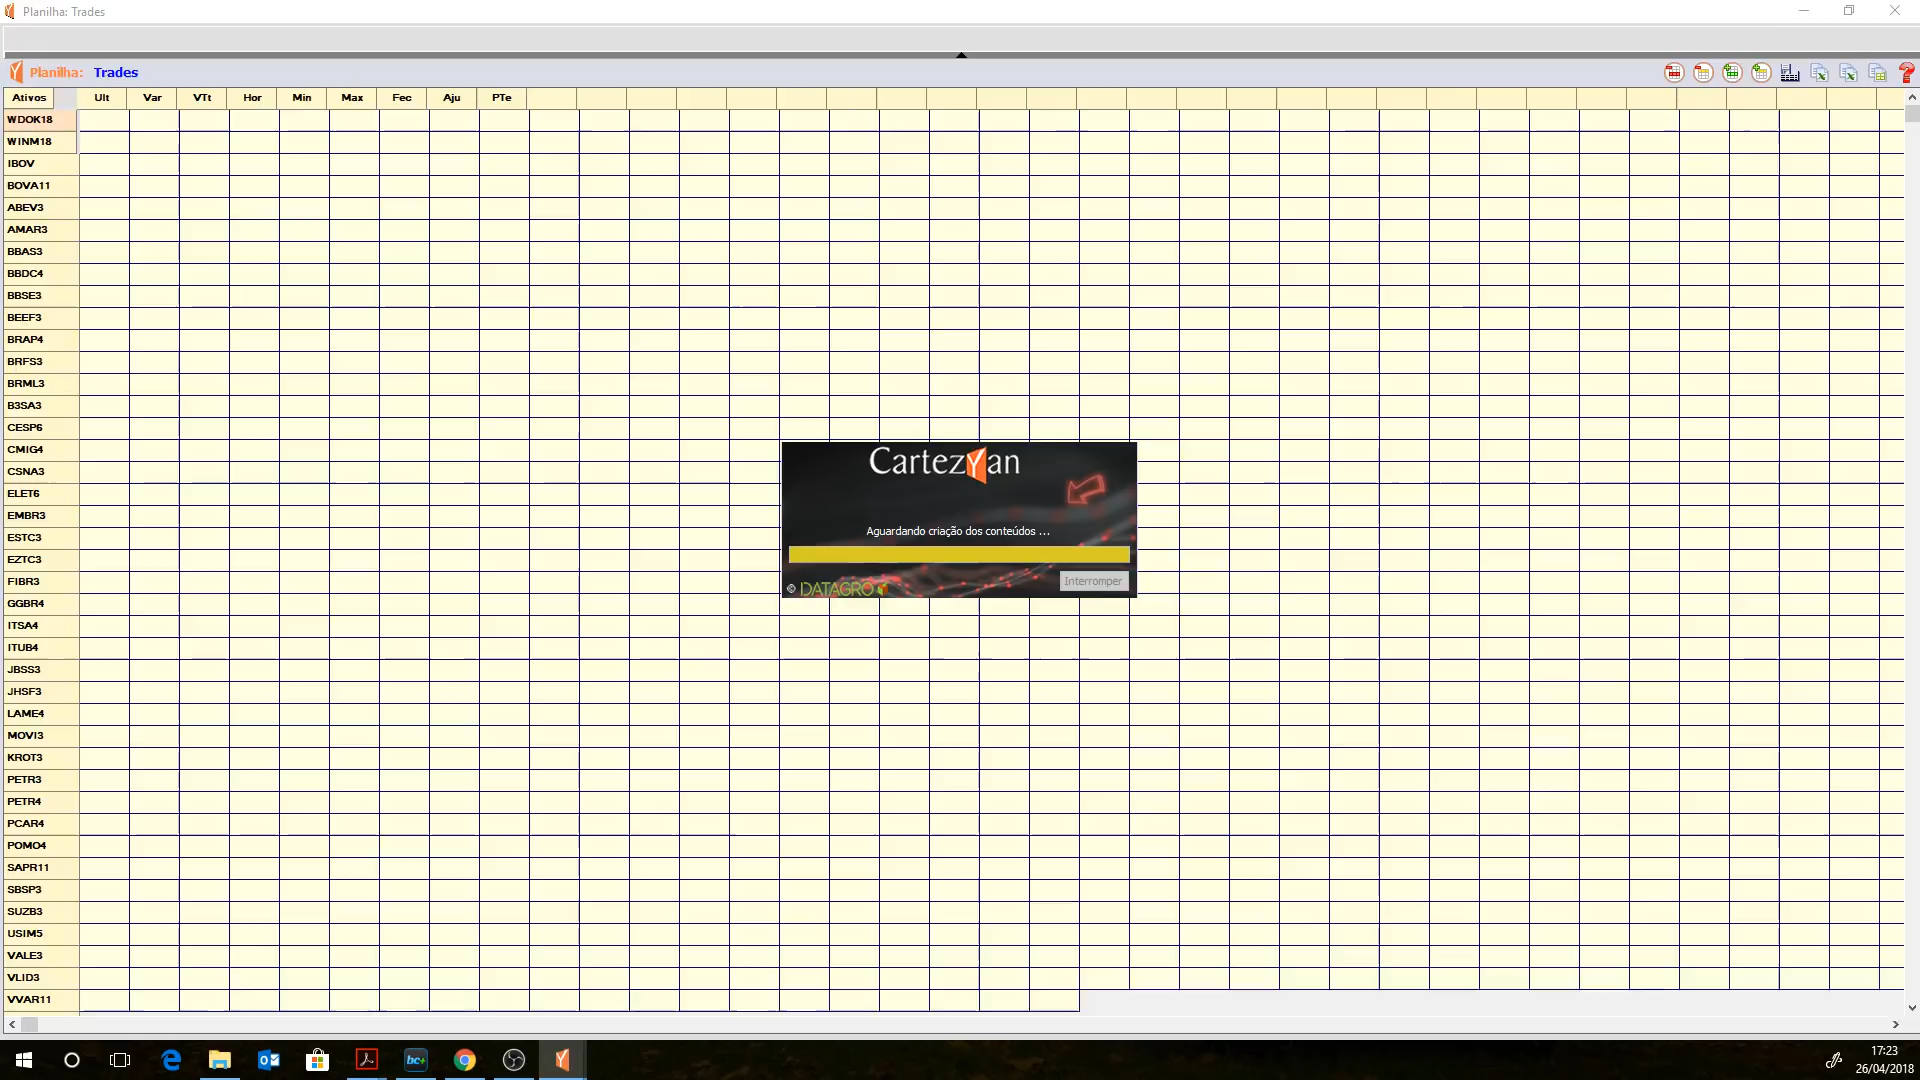 Planilha: Trades
Planilha: Trades
Ativos Ult Var VTt Hor Min Max Fec Aju PTe
WDOK18
WINM18
IBOV
BOVA11
ABEV3
AMAR3
BBAS3
BBDC4
BBSE3
BEEF3
BRAP4
BRFS3
BRML3
B3SA3
CESP6
CMIG4
CSNA3
ELET6
EMBR3
ESTC3
EZTC3
FIBR3
GGBR4
ITSA4
ITUB4
JBSS3
JHSF3
LAME4
MOVI3
KROT3
PETR3
PETR4
PCAR4
POMO4
SAPR11
SBSP3
SUZB3
USIM5
VALE3
VLID3
VVAR11
CartezYan
Aguardando criação dos conteúdos ...
Interromper
© DATAGRO
bc+
17:23
26/04/2018